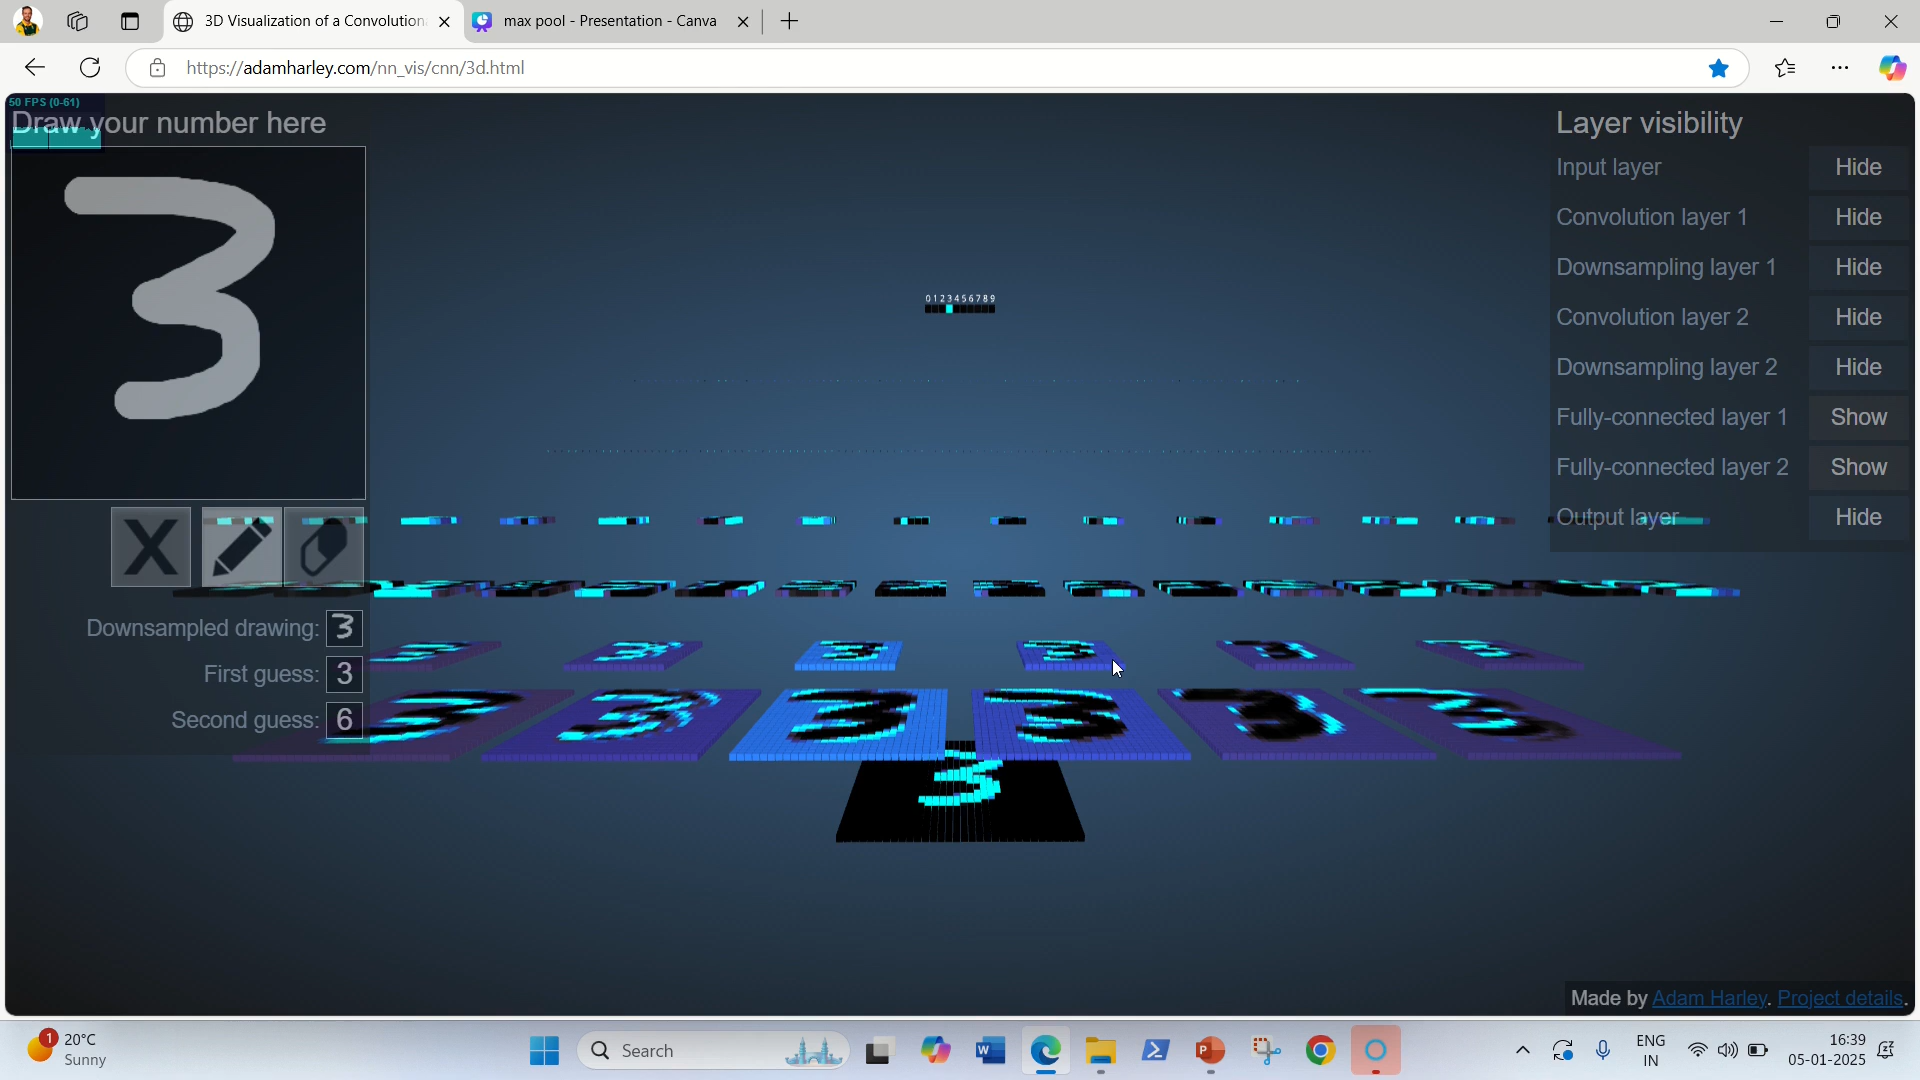 3D Visualization of a Convolution
max pool - Presentation - Canva
https://adamharley.com/nn_vis/cnn/3d.html
50 FPS (0-61)
Draw your number here
X
Downsampled drawing: 3
First guess: 3
Second guess: 6
0123456789
Layer visibility
Input layer Hide
Convolution layer 1 Hide
Downsampling layer 1 Hide
Convolution layer 2 Hide
Downsampling layer 2 Hide
Fully-connected layer 1 Show
Fully-connected layer 2 Show
Output layer Hide
Made by Adam Harley. Project details.
1
20°C
Sunny
Search
ENG
IN
16:39
05-01-2025